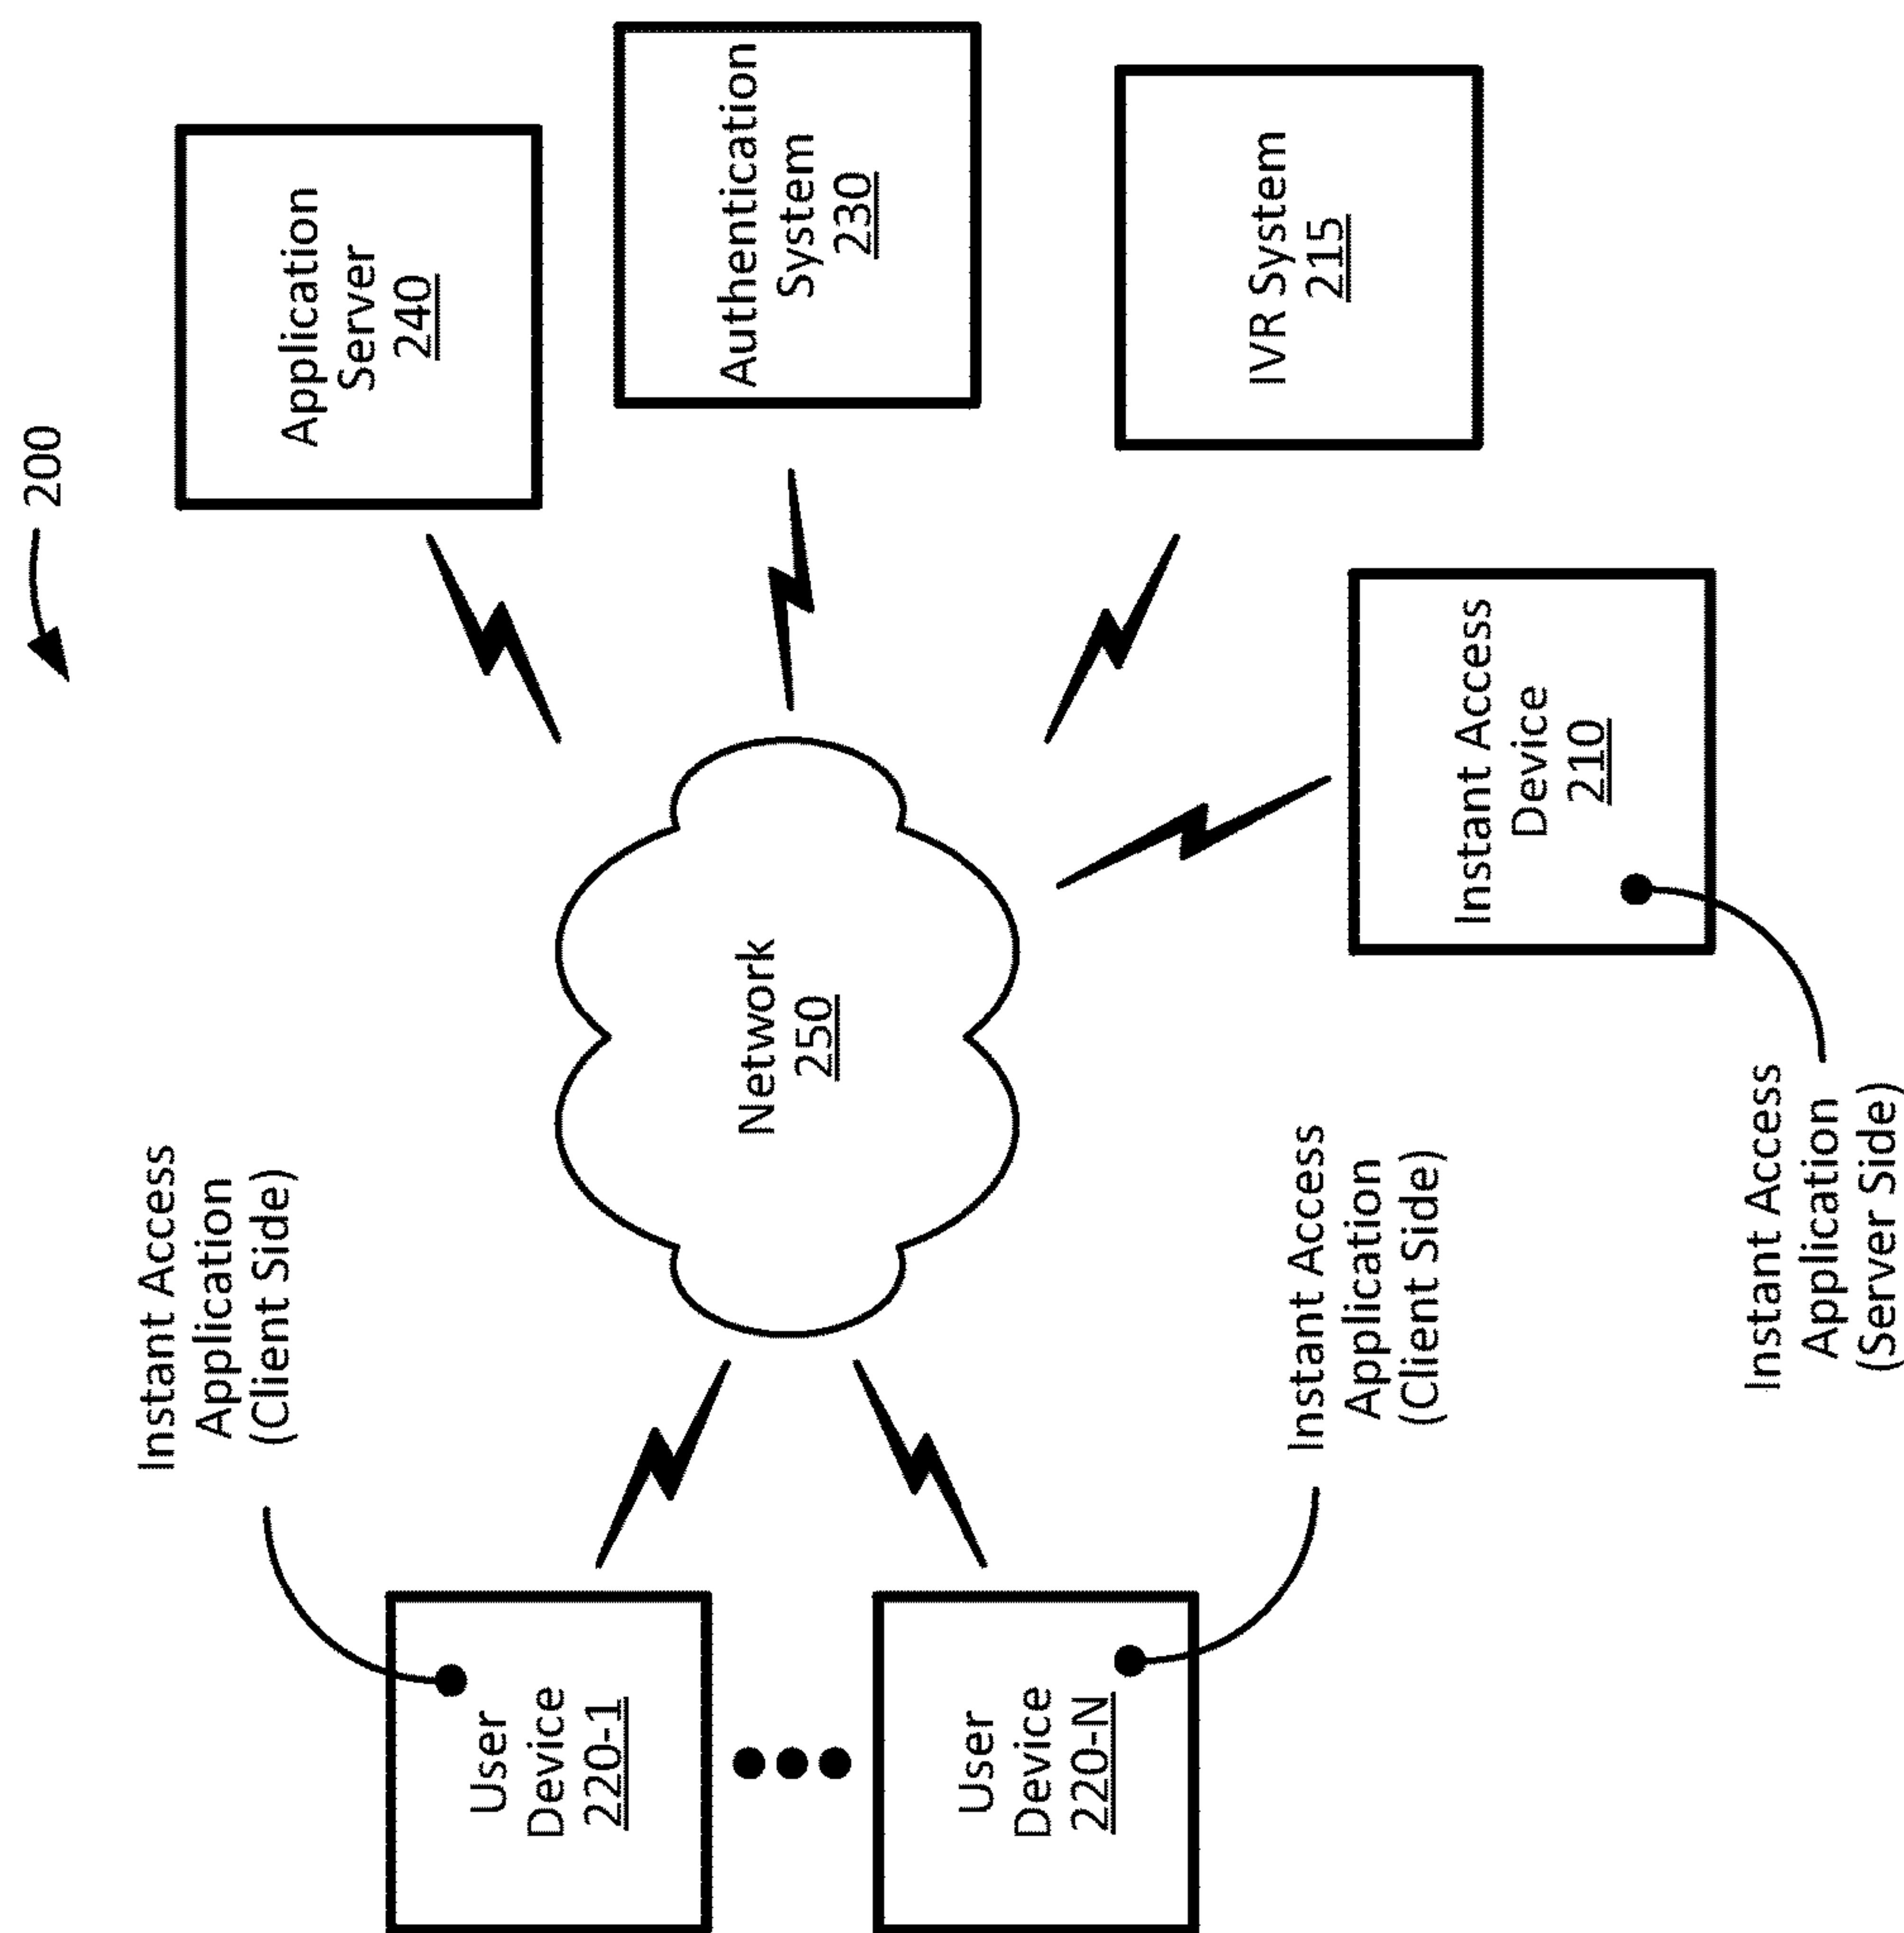 200
Instant Access
Application
(Client Side)
User
Device
220-1
User
Device
220-N
Instant Access
Application
(Client Side)
Network
250
Application
Server
240
Authentication
System
230
IVR System
215
Instant Access
Device
210
Instant Access
Application
(Server Side)